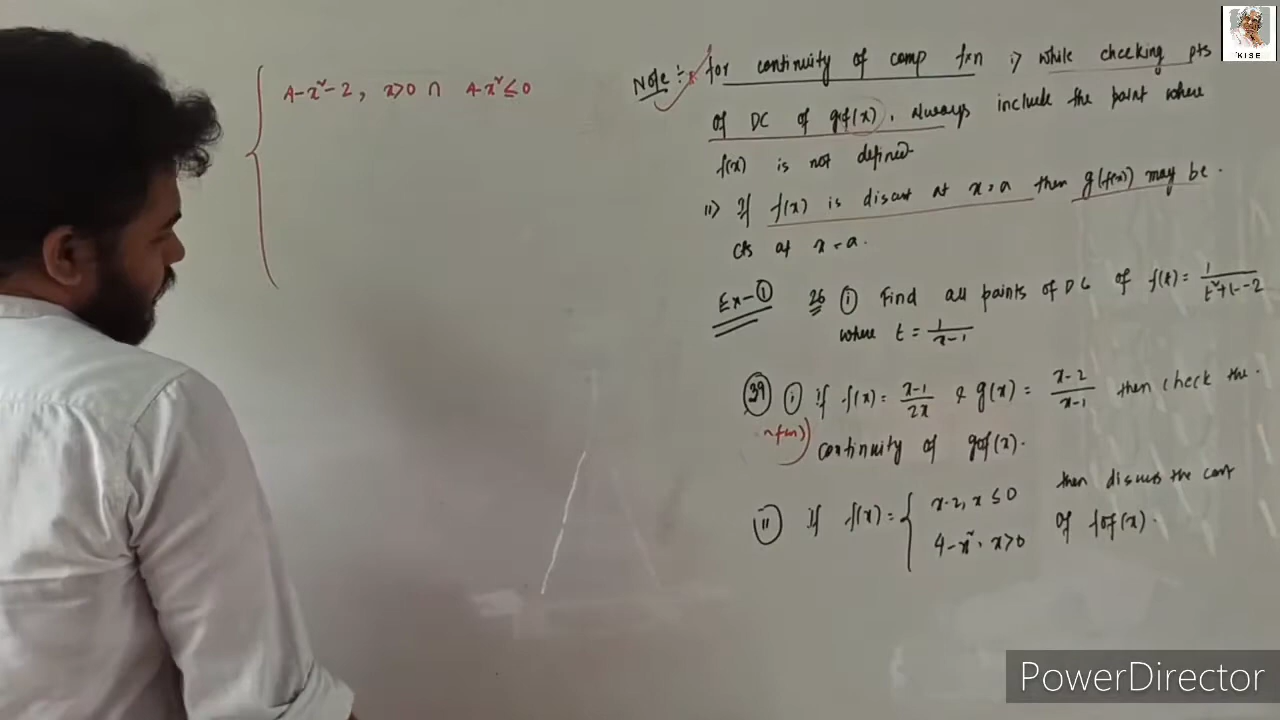 4-x²-2, x>0 ∩ 4-x² ≤ 0
Note :- * for continuity of comp fxn i) while checking pts
of DC of gof(x), always include the point where
f(x) is not defined
ii) If f(x) is discont at x=a then g(f(x)) may be.
cts at x=a.
Ex-① 26 ① Find all points of DC of f(x)= 1/t²+t-2
where t = 1/x-1
39 ① if f(x)= x-1/2x & g(x) = x-2/x-1 then check the.
continuity of gof(x).
② if f(x)= { x-2, x ≤ 0 then discuss the cont
4-x², x>0 of fof(x).
KISE
PowerDirector